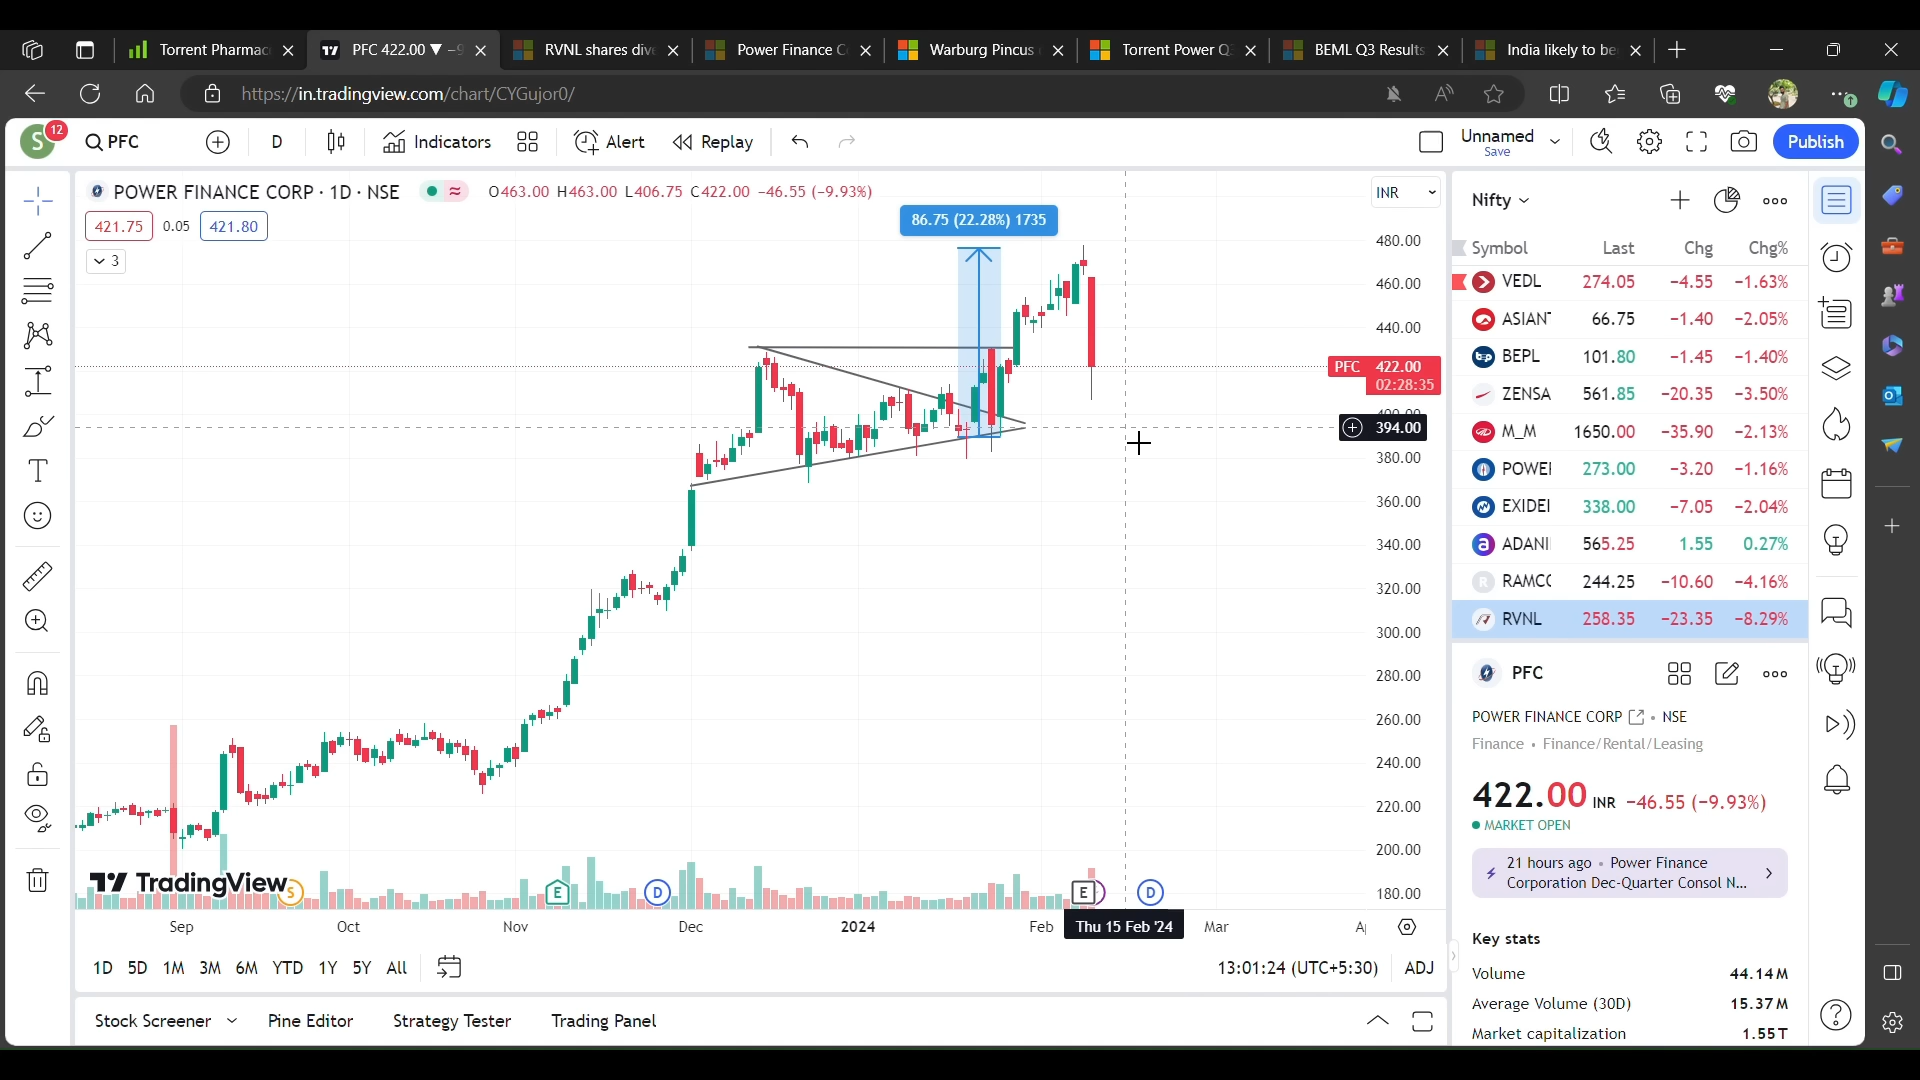 Torrent Pharmac
PFC 422.00 ▼ −9
RVNL shares dive
Power Finance C
Warburg Pincus
Torrent Power Q
BEML Q3 Results
India likely to be
https://in.tradingview.com/chart/CYGujor0/
S
12
PFC
D
Indicators
Alert
Replay
Unnamed
Save
Publish
POWER FINANCE CORP · 1D · NSE
O463.00 H463.00 L406.75 C422.00 −46.55 (−9.93%)
INR
421.75
0.05
421.80
3
86.75 (22.28%) 1735
480.00
460.00
440.00
PFC 422.00
02:28:35
394.00
380.00
360.00
340.00
320.00
300.00
280.00
260.00
240.00
220.00
200.00
180.00
TradingView
S
E
D
E
D
Sep
Oct
Nov
Dec
2024
Feb
Thu 15 Feb '24
Mar
1D 5D 1M 3M 6M YTD 1Y 5Y All
13:01:24 (UTC+5:30)
ADJ
Stock Screener
Pine Editor
Strategy Tester
Trading Panel
Nifty
Symbol Last Chg Chg%
VEDL 274.05 −4.55 −1.63%
ASIANT 66.75 −1.40 −2.05%
BEPL 101.80 −1.45 −1.40%
ZENSA 561.85 −20.35 −3.50%
M_M 1650.00 −35.90 −2.13%
POWEI 273.00 −3.20 −1.16%
EXIDEI 338.00 −7.05 −2.04%
ADANI 565.25 1.55 0.27%
RAMCO 244.25 −10.60 −4.16%
RVNL 258.35 −23.35 −8.29%
PFC
POWER FINANCE CORP • NSE
Finance • Finance/Rental/Leasing
422.00 INR −46.55 (−9.93%)
MARKET OPEN
21 hours ago • Power Finance
Corporation Dec-Quarter Consol N...
Key stats
Volume 44.14M
Average Volume (30D) 15.37M
Market capitalization 1.55T